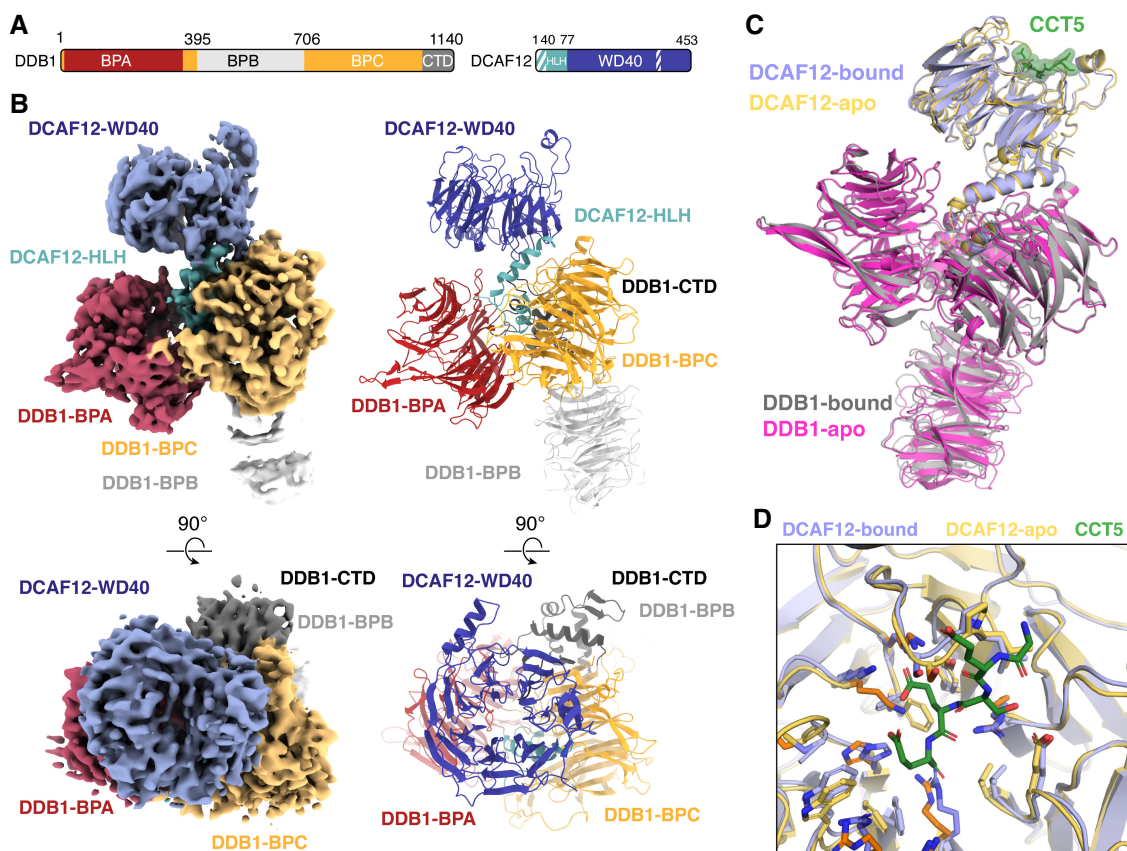 A
1 395 706 1140
DDB1 BPA BPB BPC CTD
140 77 453
DCAF12 HLH WD40
B
DCAF12-WD40
DCAF12-HLH
DDB1-BPA
DDB1-BPC
DDB1-BPB
DCAF12-WD40
DCAF12-HLH
DDB1-CTD
DDB1-BPC
DDB1-BPA
DDB1-BPB
90°
90°
DCAF12-WD40
DDB1-CTD
DDB1-BPB
DDB1-BPA
DDB1-BPC
DCAF12-WD40
DDB1-CTD
DDB1-BPB
DDB1-BPA
DDB1-BPC
C
CCT5
DCAF12-bound
DCAF12-apo
DDB1-bound
DDB1-apo
D
DCAF12-bound DCAF12-apo CCT5